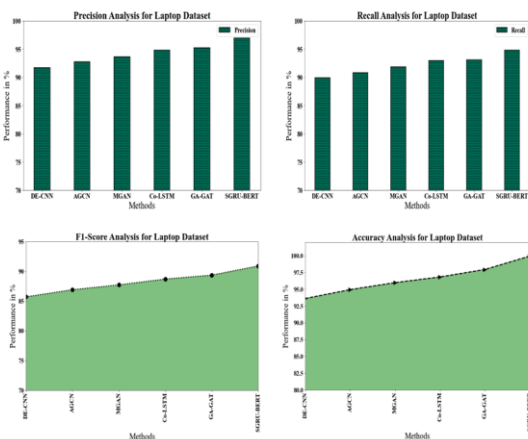 Precision Analysis for Laptop Dataset
100
95
90
85
80
75
70
Performance in %
Precision
DE-CNN
AGCN
MGAN
Co-LSTM
GA-GAT
SGRU-BERT
Methods
Recall Analysis for Laptop Dataset
100
95
90
85
80
75
70
Performance in %
Recall
DE-CNN
AGCN
MGAN
Co-LSTM
GA-GAT
SGRU-BERT
Methods
F1-Score Analysis for Laptop Dataset
95
90
85
80
75
70
Performance in %
DE-CNN
AGCN
MGAN
Co-LSTM
GA-GAT
SGRU-BERT
Methods
Accuracy Analysis for Laptop Dataset
100.0
97.5
95.0
92.5
90.0
87.5
85.0
82.5
80.0
Performance in %
DE-CNN
AGCN
MGAN
Co-LSTM
GA-GAT
Methods